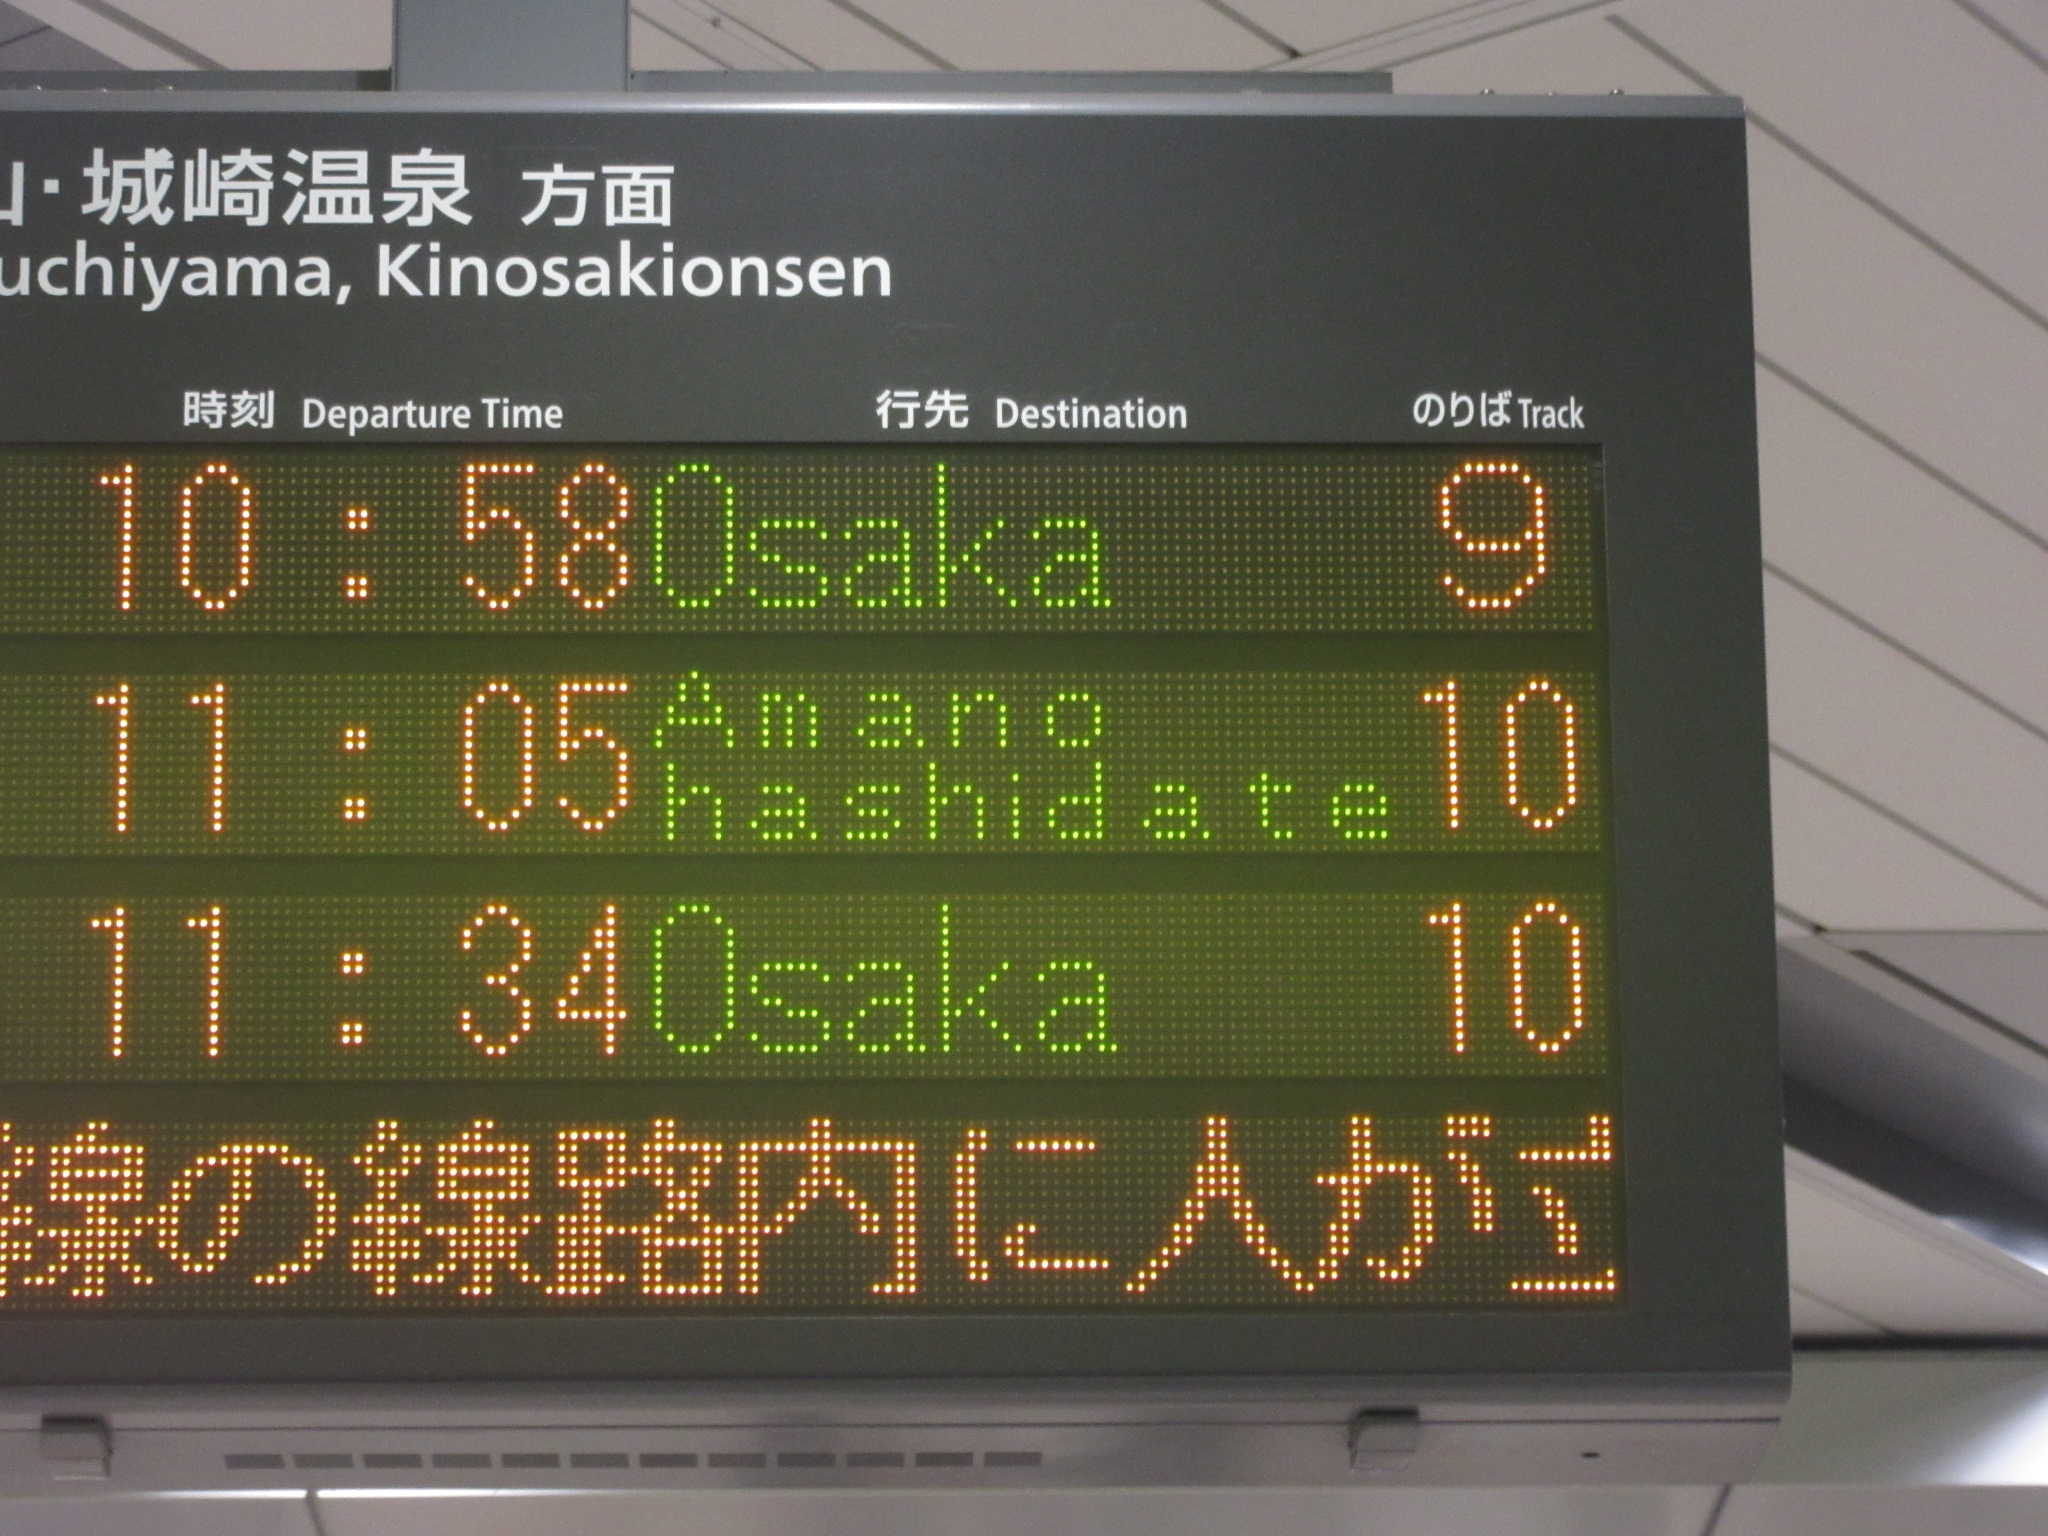 山・城崎温泉 方面
uchiyama, Kinosakionsen
時刻 Departure Time 行先 Destination のりば Track
10:58 Osaka 9
11:05 Amano
hashidate 10
11:34 Osaka 10
線の線路内に人が